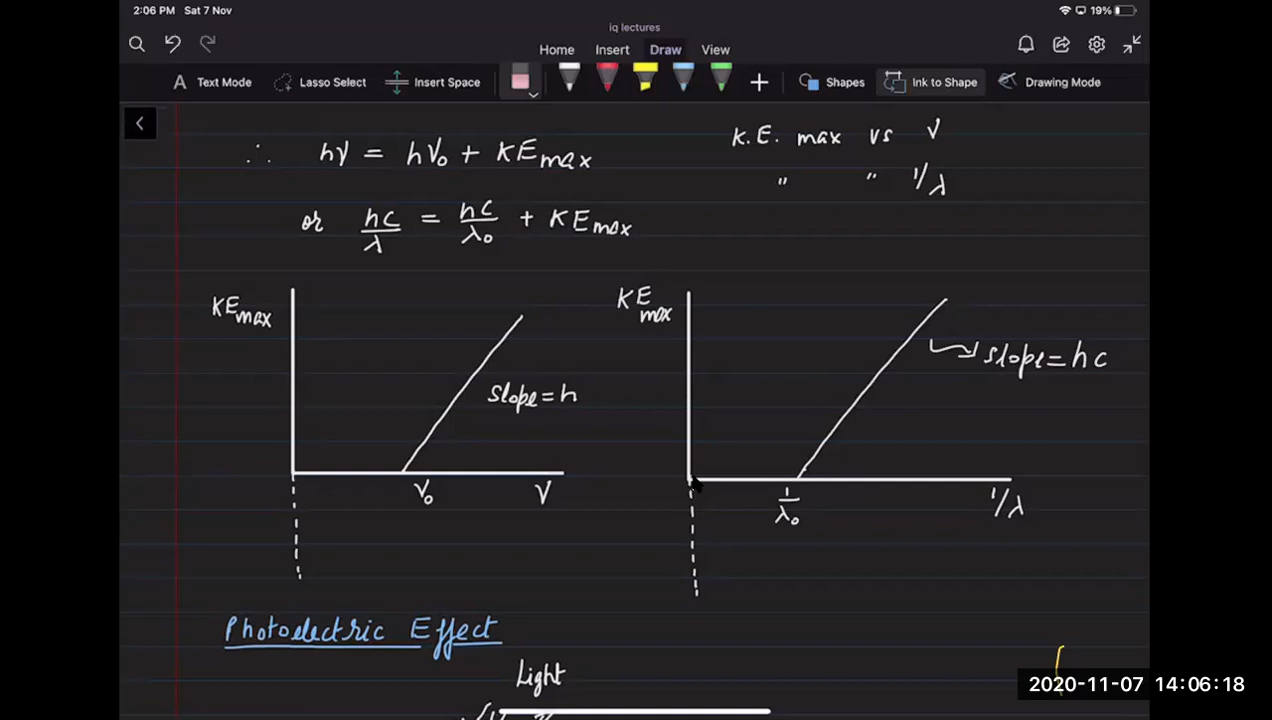 2:06 PM Sat 7 Nov
19%
iq lectures
Home Insert Draw View
Text Mode Lasso Select Insert Space Shapes Ink to Shape Drawing Mode
∴ hν = hν₀ + KEmax
K.E. max vs ν
" " 1/λ
or hc/λ = hc/λ₀ + KEmax
KEmax
KEmax
slope=hc
slope=h
ν₀ ν
1/λ₀ 1/λ
Photoelectric Effect
Light
2020-11-07 14:06:18